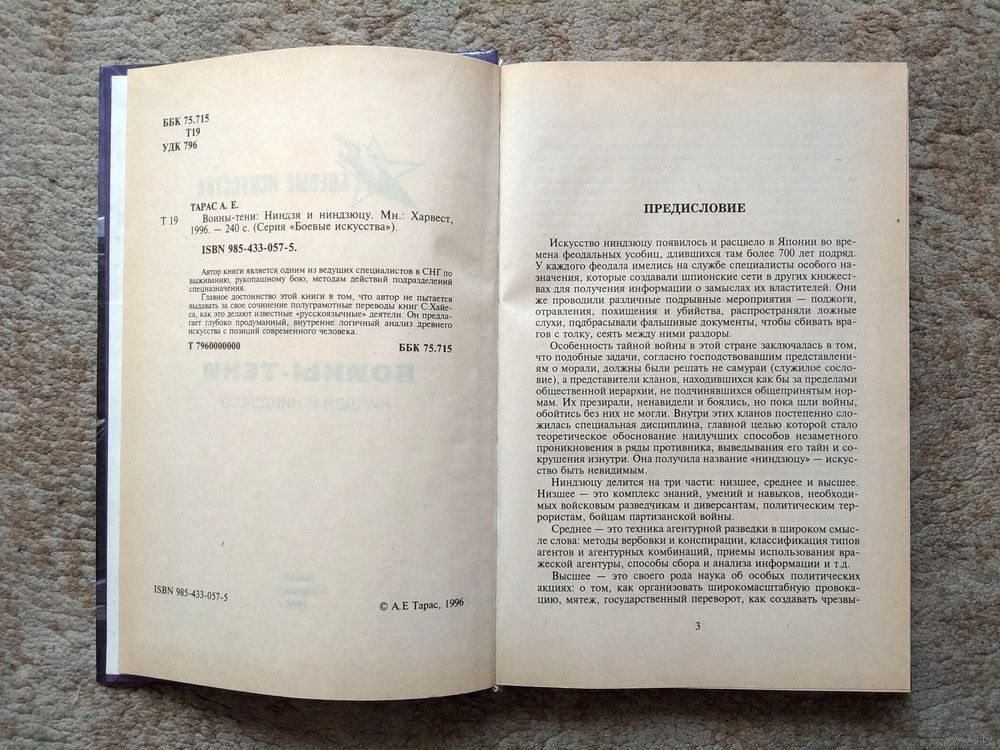 ББК 75.715
Т19
УДК 796
ТАРАС А. Е.
Т 19 Воины-тени: Ниндзя и ниндзюцу. Мн.: Харвест,
1996. — 240 с. (Серия «Боевые искусства»).
ISBN 985-433-057-5.
Автор книги является одним из ведущих специалистов в СНГ по
выживанию, рукопашному бою, методам действий подразделений
спецназначения.
Главное достоинство этой книги в том, что автор не пытается
выдавать за свое сочинение полуграмотные переводы книг С.Хайе-
са, как это делают известные «русскоязычные» деятели. Он предла-
гает глубоко продуманный, внутренне логичный анализ древнего
искусства с позиций современного человека.
Т 7960000000 ББК 75.715
ISBN 985-433-057-5
© А.Е Тарас, 1996
ПРЕДИСЛОВИЕ
Искусство ниндзюцу появилось и расцвело в Японии во вре-
мена феодальных усобиц, длившихся там более 700 лет подряд.
У каждого феодала имелись на службе специалисты особого на-
значения, которые создавали шпионские сети в других княжест-
вах для получения информации о замыслах их властителей. Они
же проводили различные подрывные мероприятия — поджоги,
отравления, похищения и убийства, распространяли ложные
слухи, подбрасывали фальшивые документы, чтобы сбивать вра-
гов с толку, сеять между ними раздоры.
Особенность тайной войны в этой стране заключалась в том,
что подобные задачи, согласно господствовавшим представлени-
ям о морали, должны были решать не самураи (служилое сосло-
вие), а представители кланов, находившихся как бы за пределами
общественной иерархии, не подчинявшихся общепринятым нор-
мам. Их презирали, ненавидели и боялись, но пока шли войны,
обойтись без них не могли. Внутри этих кланов постепенно сло-
жилась специальная дисциплина, главной целью которой стало
теоретическое обоснование наилучших способов незаметного
проникновения в ряды противника, выведывания его тайн и со-
крушения изнутри. Она получила название «ниндзюцу» — искус-
ство быть невидимым.
Ниндзюцу делится на три части: низшее, среднее и высшее.
Низшее — это комплекс знаний, умений и навыков, необходи-
мых войсковым разведчикам и диверсантам, политическим тер-
рористам, бойцам партизанской войны.
Среднее — это техника агентурной разведки в широком смыс-
ле слова: методы вербовки и конспирации, классификация типов
агентов и агентурных комбинаций, приемы использования вра-
жеской агентуры, способы сбора и анализа информации и т.д.
Высшее — это своего рода наука об особых политических
акциях: о том, как организовать широкомасштабную провока-
цию, мятеж, государственный переворот, как создавать чрезвы-
3